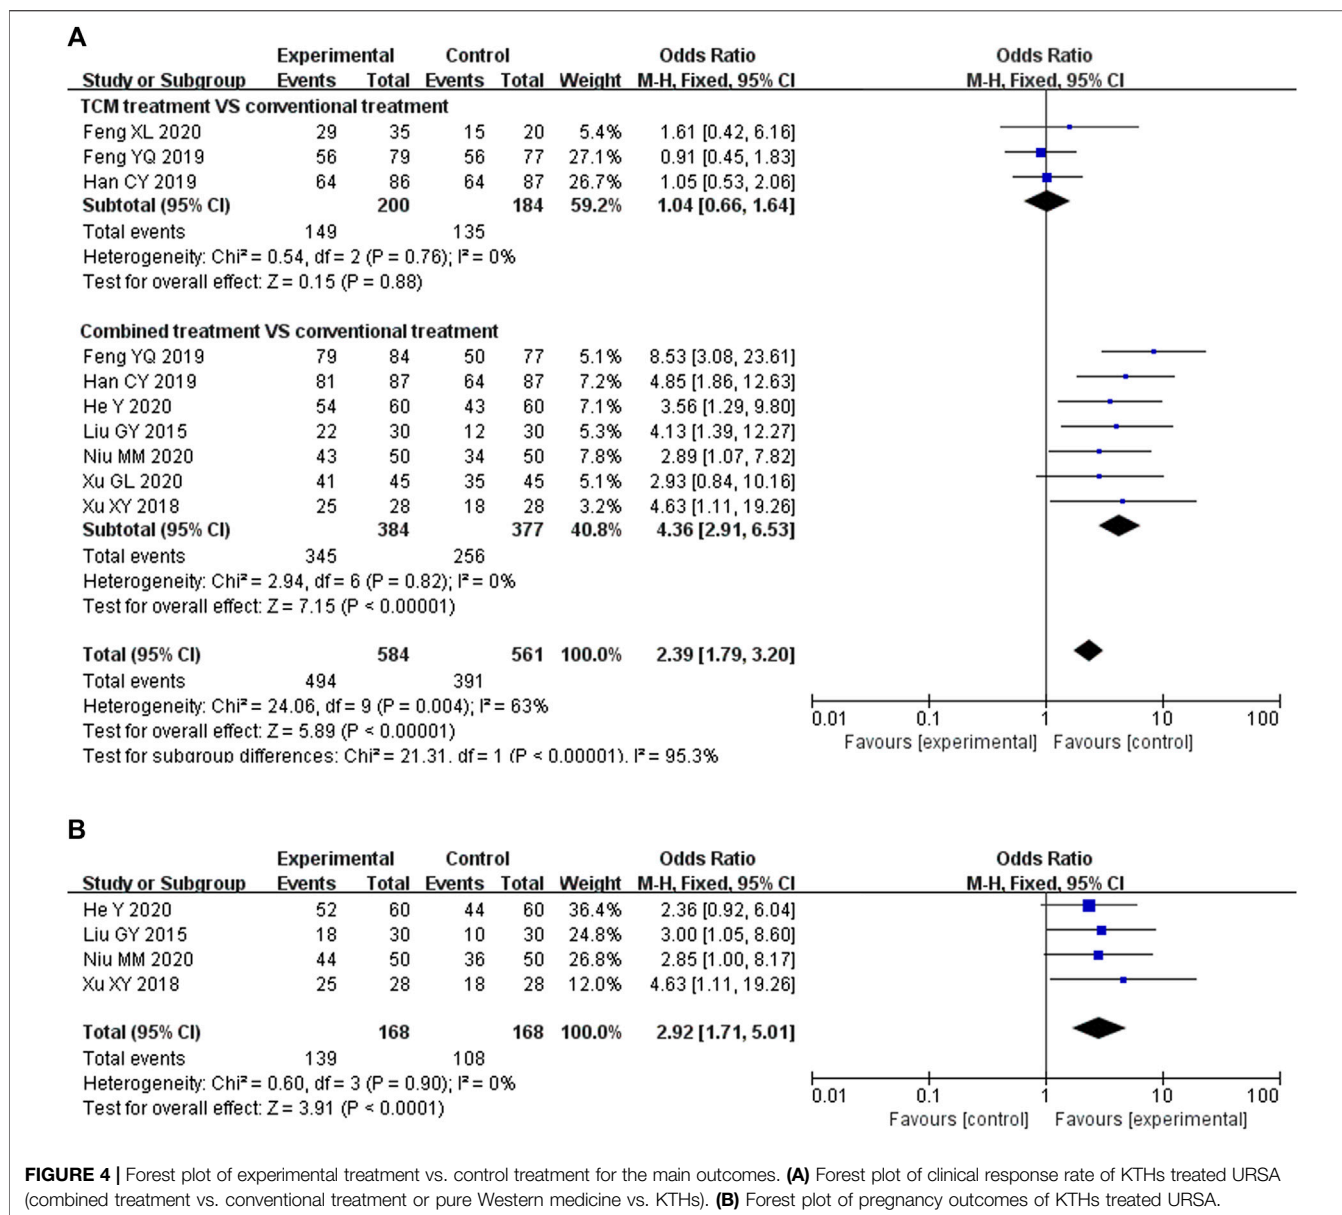 A
Experimental Control Odds Ratio Odds Ratio
Study or Subgroup Events Total Events Total Weight M-H, Fixed, 95% CI M-H, Fixed, 95% CI
TCM treatment VS conventional treatment
Feng XL 2020 29 35 15 20 5.4% 1.61 [0.42, 6.16]
Feng YQ 2019 56 79 56 77 27.1% 0.91 [0.45, 1.83]
Han CY 2019 64 86 64 87 26.7% 1.05 [0.53, 2.06]
Subtotal (95% CI) 200 184 59.2% 1.04 [0.66, 1.64]
Total events 149 135
Heterogeneity: Chi² = 0.54, df = 2 (P = 0.76); I² = 0%
Test for overall effect: Z = 0.15 (P = 0.88)
Combined treatment VS conventional treatment
Feng YQ 2019 79 84 50 77 5.1% 8.53 [3.08, 23.61]
Han CY 2019 81 87 64 87 7.2% 4.85 [1.86, 12.63]
He Y 2020 54 60 43 60 7.1% 3.56 [1.29, 9.80]
Liu GY 2015 22 30 12 30 5.3% 4.13 [1.39, 12.27]
Niu MM 2020 43 50 34 50 7.8% 2.89 [1.07, 7.82]
Xu GL 2020 41 45 35 45 5.1% 2.93 [0.84, 10.16]
Xu XY 2018 25 28 18 28 3.2% 4.63 [1.11, 19.26]
Subtotal (95% CI) 384 377 40.8% 4.36 [2.91, 6.53]
Total events 345 256
Heterogeneity: Chi² = 2.94, df = 6 (P = 0.82); I² = 0%
Test for overall effect: Z = 7.15 (P < 0.00001)
Total (95% CI) 584 561 100.0% 2.39 [1.79, 3.20]
Total events 494 391
Heterogeneity: Chi² = 24.06, df = 9 (P = 0.004); I² = 63%
Test for overall effect: Z = 5.89 (P < 0.00001)
Test for subgroup differences: Chi² = 21.31, df = 1 (P < 0.00001), I² = 95.3%
0.01 0.1 1 10 100
Favours [experimental] Favours [control]
B
Experimental Control Odds Ratio Odds Ratio
Study or Subgroup Events Total Events Total Weight M-H, Fixed, 95% CI M-H, Fixed, 95% CI
He Y 2020 52 60 44 60 36.4% 2.36 [0.92, 6.04]
Liu GY 2015 18 30 10 30 24.8% 3.00 [1.05, 8.60]
Niu MM 2020 44 50 36 50 26.8% 2.85 [1.00, 8.17]
Xu XY 2018 25 28 18 28 12.0% 4.63 [1.11, 19.26]
Total (95% CI) 168 168 100.0% 2.92 [1.71, 5.01]
Total events 139 108
Heterogeneity: Chi² = 0.60, df = 3 (P = 0.90); I² = 0%
Test for overall effect: Z = 3.91 (P < 0.0001)
0.01 0.1 1 10 100
Favours [control] Favours [experimental]
FIGURE 4 | Forest plot of experimental treatment vs. control treatment for the main outcomes. (A) Forest plot of clinical response rate of KTHs treated URSA
(combined treatment vs. conventional treatment or pure Western medicine vs. KTHs). (B) Forest plot of pregnancy outcomes of KTHs treated URSA.